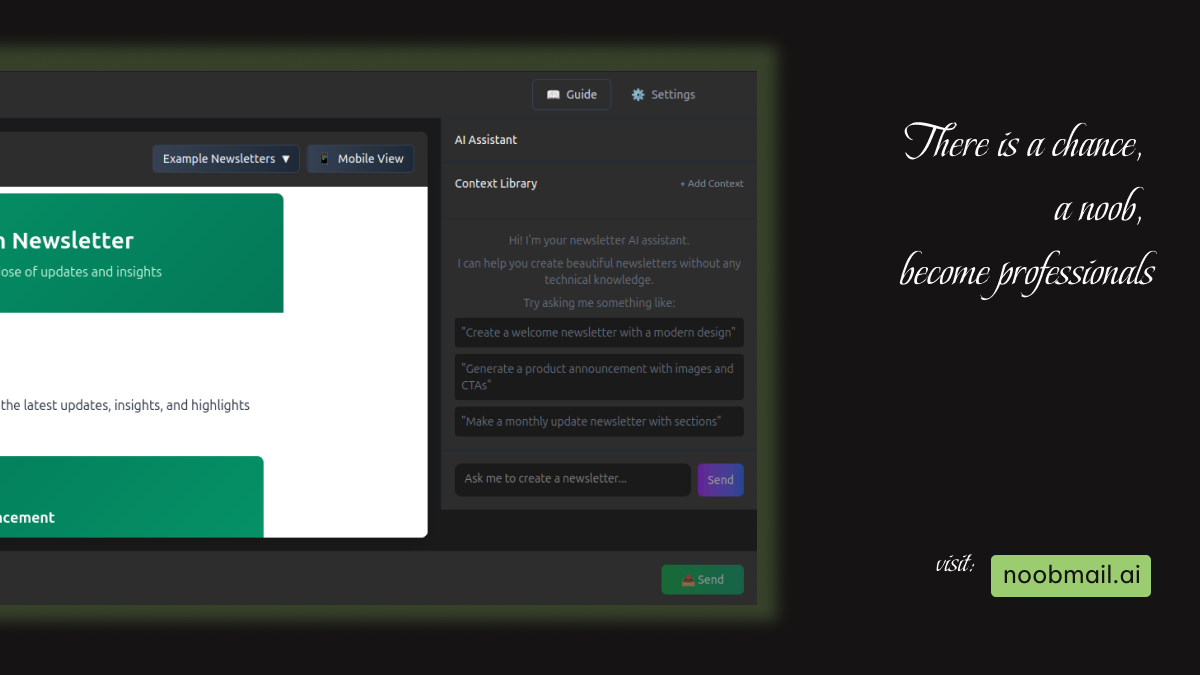 📖 Guide
⚙️ Settings
Example Newsletters ▼
📱 Mobile View
Newsletter
of updates and insights
the latest updates, insights, and highlights
AI Assistant
Context Library
+ Add Context
Hi! I'm your newsletter AI assistant.
I can help you create beautiful newsletters without any
technical knowledge.
Try asking me something like:
"Create a welcome newsletter with a modern design"
"Generate a product announcement with images and
CTAs"
"Make a monthly update newsletter with sections"
Ask me to create a newsletter...
Send
📤 Send
There is a chance,
a noob,
become professionals
visit:
noobmail.ai